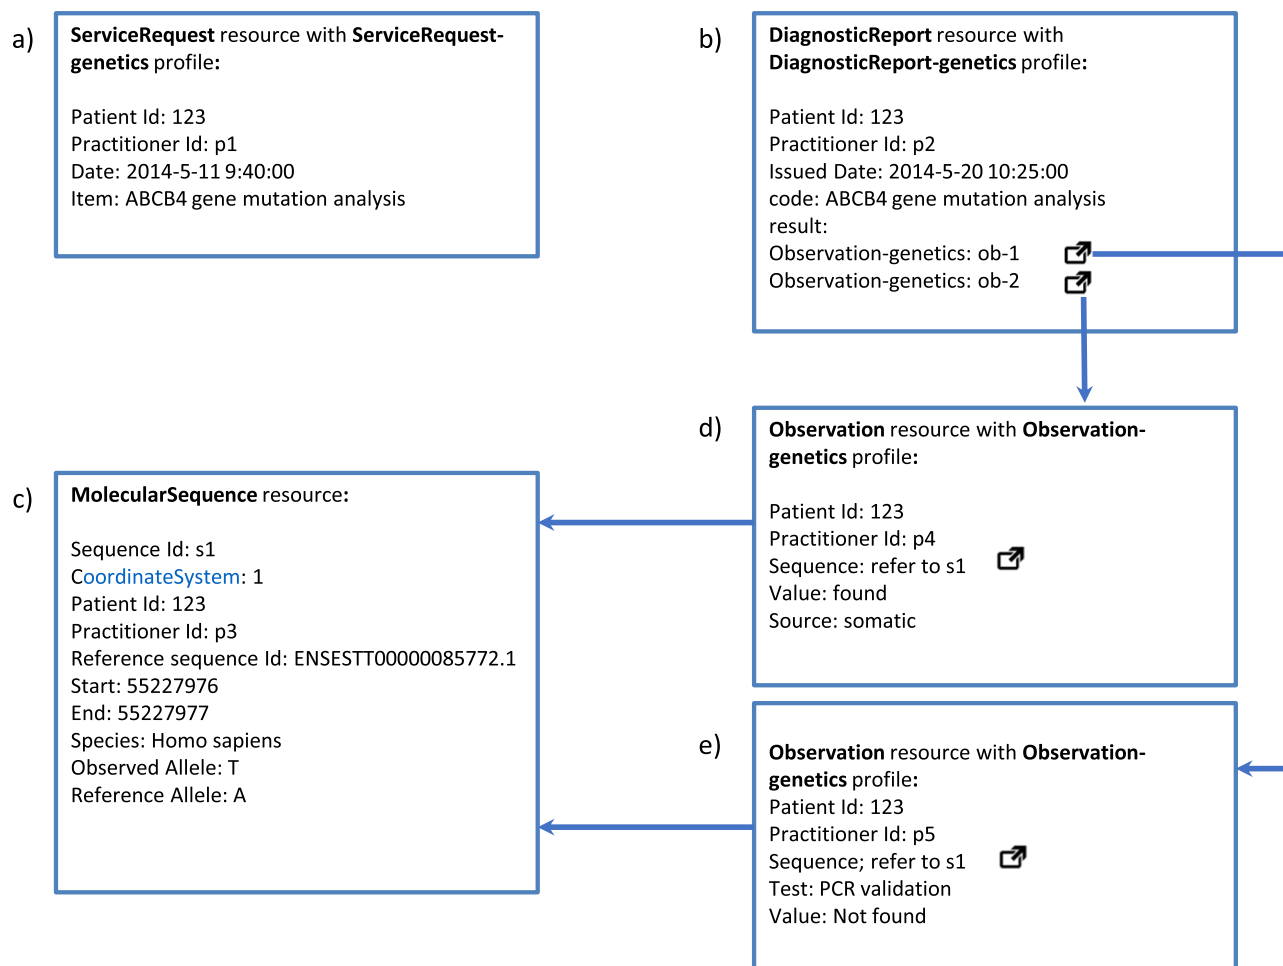 a)
ServiceRequest resource with ServiceRequest-
genetics profile:
Patient Id: 123
Practitioner Id: p1
Date: 2014-5-11 9:40:00
Item: ABCB4 gene mutation analysis
b)
DiagnosticReport resource with
DiagnosticReport-genetics profile:
Patient Id: 123
Practitioner Id: p2
Issued Date: 2014-5-20 10:25:00
code: ABCB4 gene mutation analysis
result:
Observation-genetics: ob-1
Observation-genetics: ob-2
c)
MolecularSequence resource:
Sequence Id: s1
CoordinateSystem: 1
Patient Id: 123
Practitioner Id: p3
Reference sequence Id: ENSESTT00000085772.1
Start: 55227976
End: 55227977
Species: Homo sapiens
Observed Allele: T
Reference Allele: A
d)
Observation resource with Observation-
genetics profile:
Patient Id: 123
Practitioner Id: p4
Sequence: refer to s1
Value: found
Source: somatic
e)
Observation resource with Observation-
genetics profile:
Patient Id: 123
Practitioner Id: p5
Sequence; refer to s1
Test: PCR validation
Value: Not found